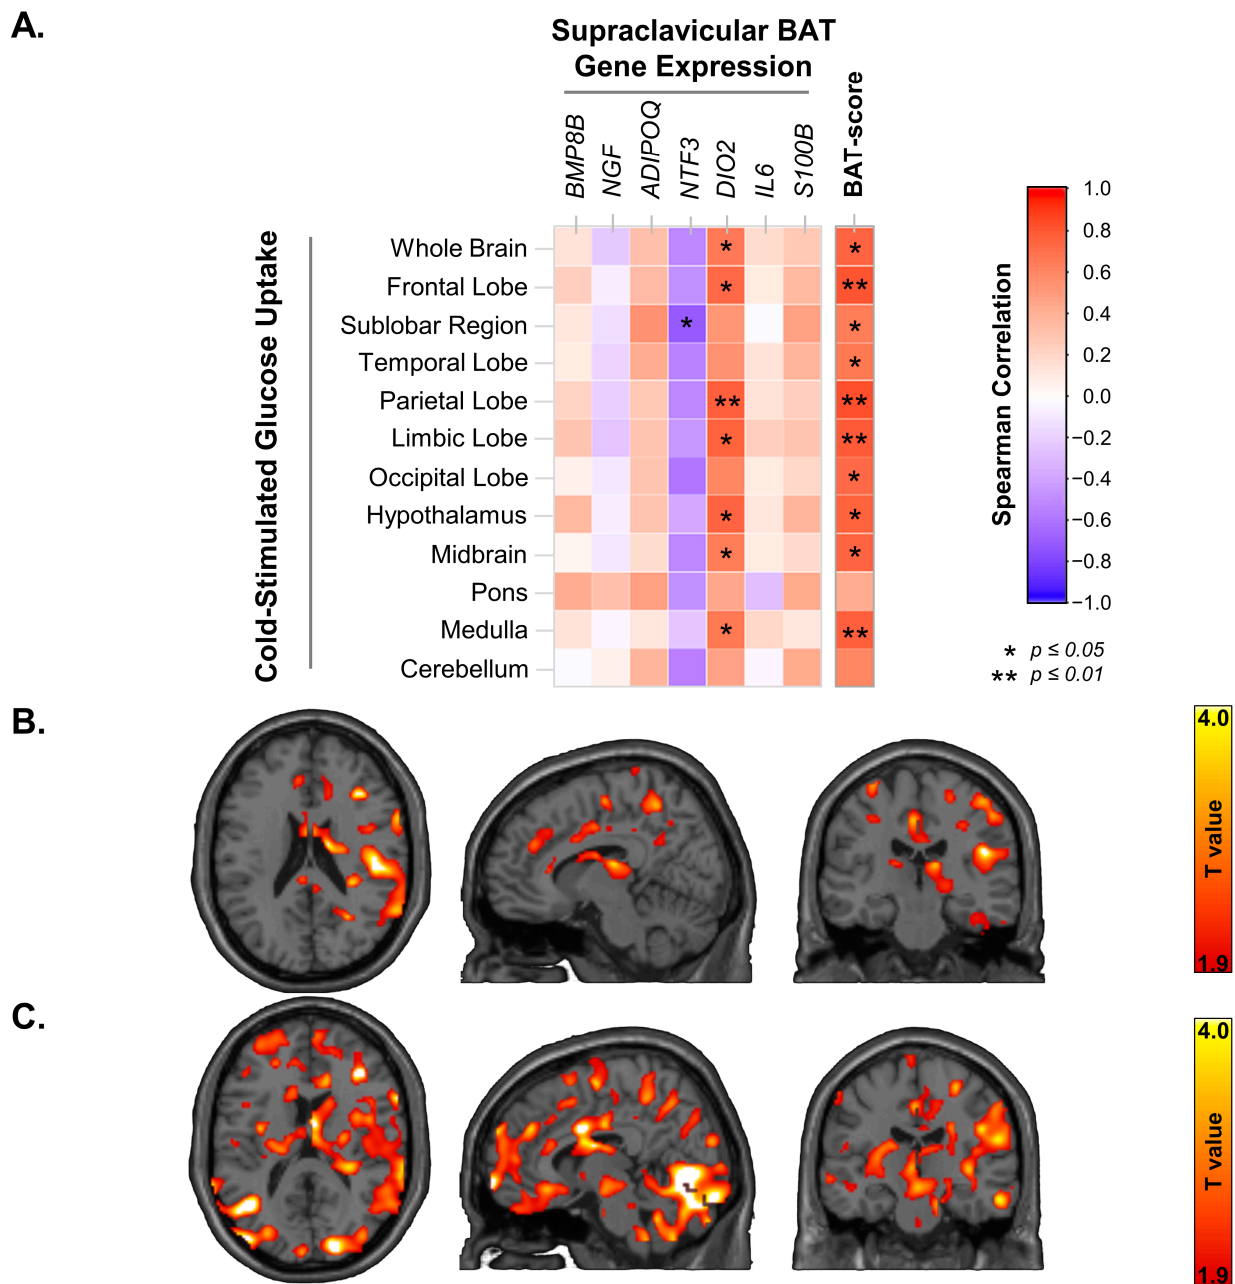 A.
Supraclavicular BAT
Gene Expression
BMP8B
NGF
ADIPOQ
NTF3
DIO2
IL6
S100B
BAT-score
Cold-Stimulated Glucose Uptake
Whole Brain * *
Frontal Lobe * **
Sublobar Region * *
Temporal Lobe *
Parietal Lobe ** **
Limbic Lobe * **
Occipital Lobe *
Hypothalamus * *
Midbrain * *
Pons
Medulla * **
Cerebellum
Spearman Correlation
1.0
0.8
0.6
0.4
0.2
0.0
−0.2
−0.4
−0.6
−0.8
−1.0
* p ≤ 0.05
** p ≤ 0.01
B.
4.0
T value
1.9
C.
4.0
T value
1.9